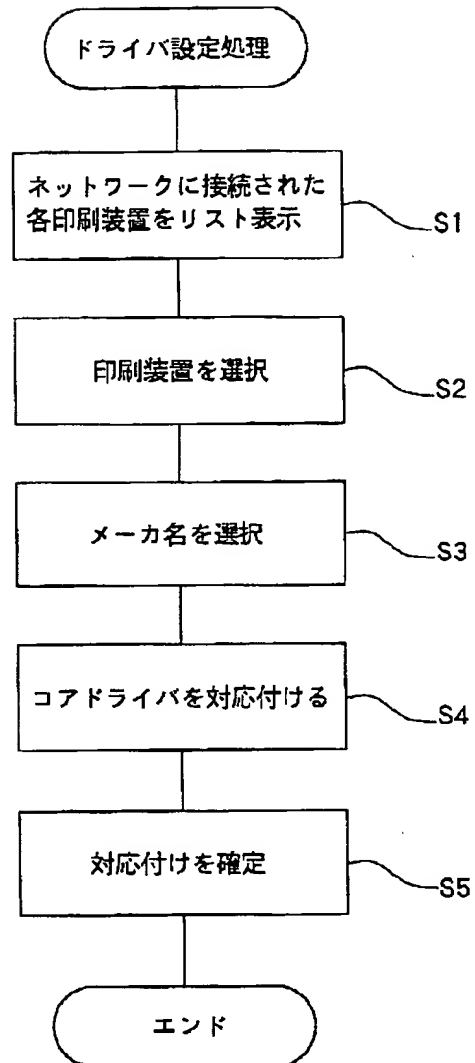 ドライバ設定処理
ネットワークに接続された
各印刷装置をリスト表示
S1
印刷装置を選択
S2
メーカ名を選択
S3
コアドライバを対応付ける
S4
対応付けを確定
S5
エンド